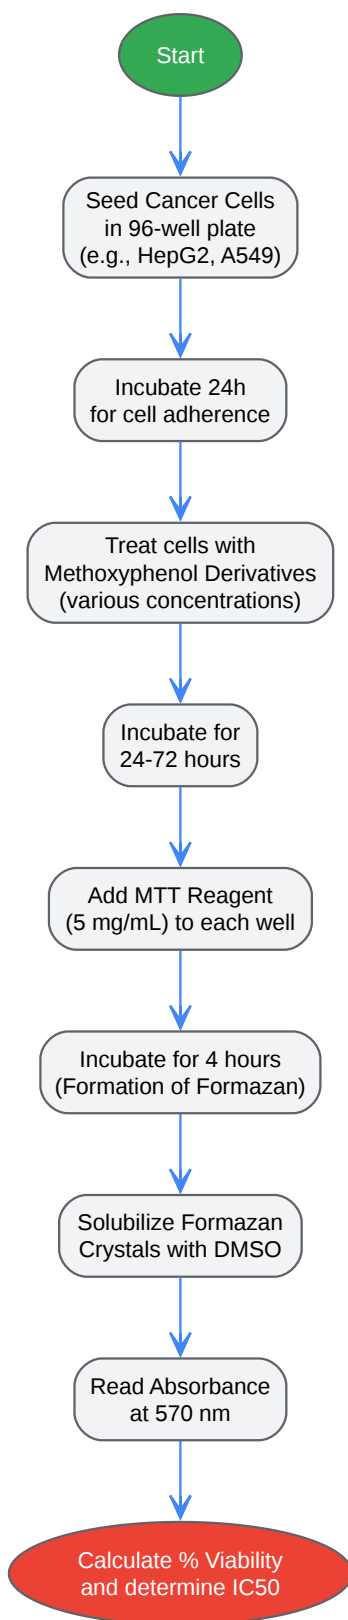 Start
Seed Cancer Cells
in 96-well plate
(e.g., HepG2, A549)
Incubate 24h
for cell adherence
Treat cells with
Methoxyphenol Derivatives
(various concentrations)
Incubate for
24-72 hours
Add MTT Reagent
(5 mg/mL) to each well
Incubate for 4 hours
(Formation of Formazan)
Solubilize Formazan
Crystals with DMSO
Read Absorbance
at 570 nm
Calculate % Viability
and determine IC50